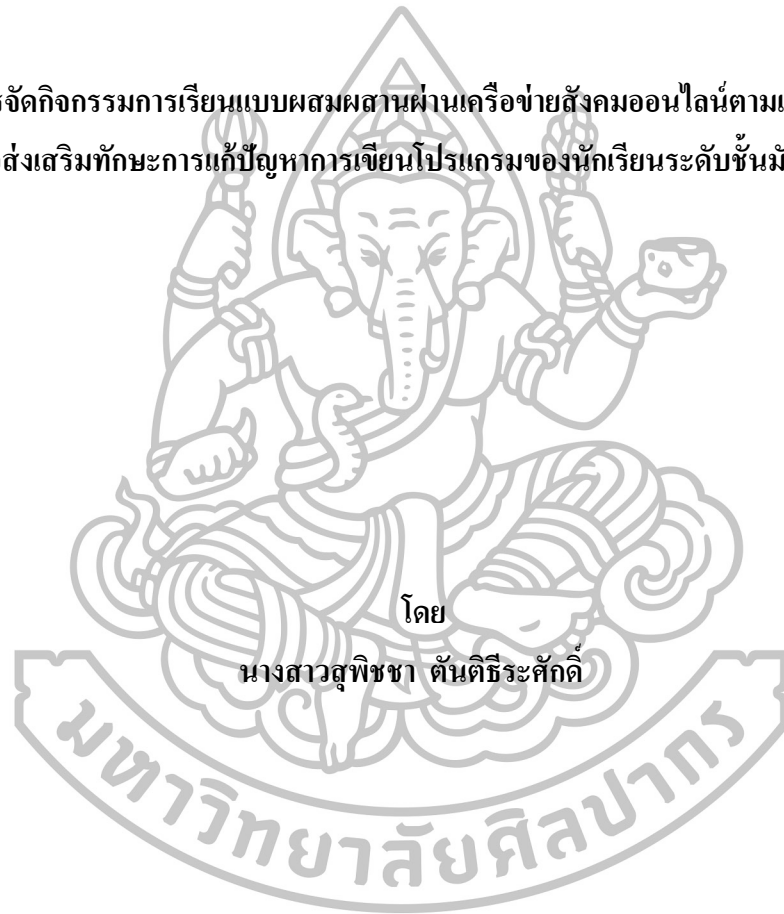 จัดกิจกรรมการเรียนแบบผสมผสานผ่านเครือข่ายสังคมออนไลน์ตาม
ส่งเสริมทักษะการแก้ปัญหาการเขียนโปรแกรมของนักเรียนระดับชั้น
โดย
นางสาวสุพิชชา ตันติธีระศักดิ์
มหาวิทยาลัยศิลปากร